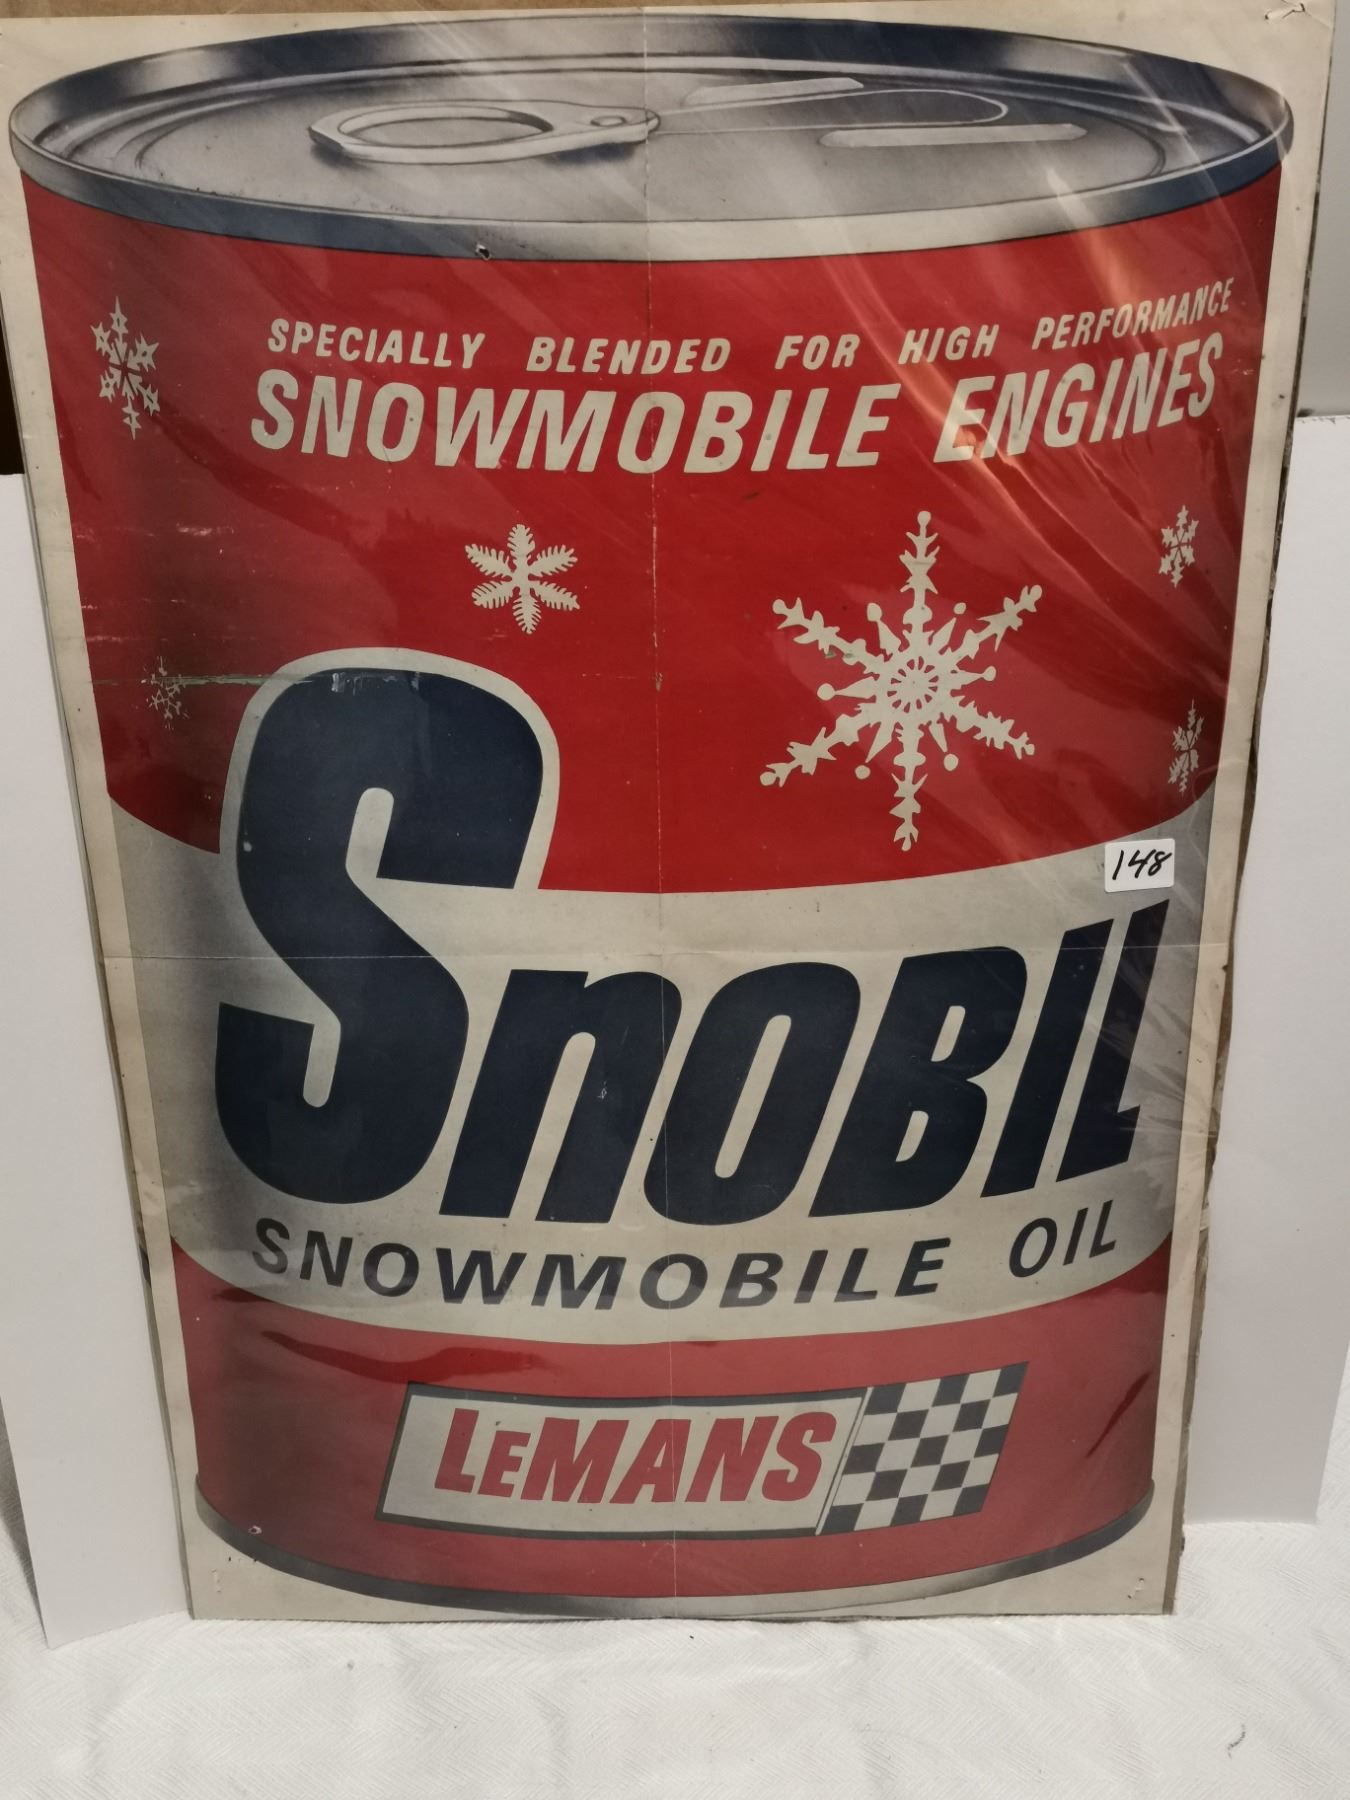 SPECIALLY BLENDED FOR HIGH PERFORMANCE
SNOWMOBILE ENGINES
148
SnOBIL
SNOWMOBILE OIL
LEMANS